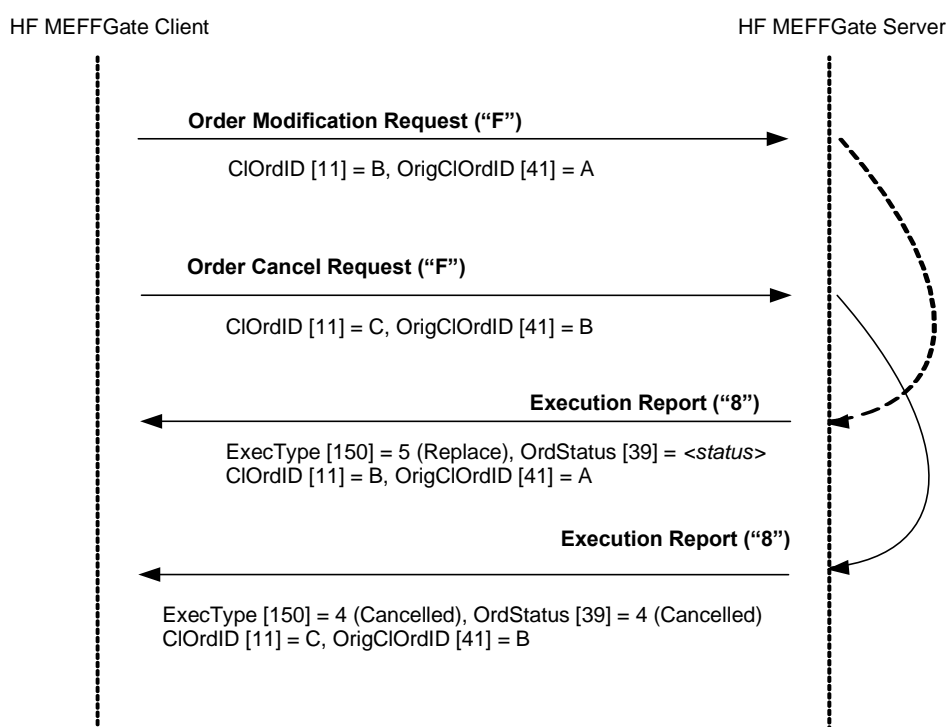 HF MEFFGate Client
HF MEFFGate Server
Order Modification Request (“F”)
ClOrdID [11] = B, OrigClOrdID [41] = A
Order Cancel Request (“F”)
ClOrdID [11] = C, OrigClOrdID [41] = B
Execution Report (“8”)
ExecType [150] = 5 (Replace), OrdStatus [39] = <status>
ClOrdID [11] = B, OrigClOrdID [41] = A
Execution Report (“8”)
ExecType [150] = 4 (Cancelled), OrdStatus [39] = 4 (Cancelled)
ClOrdID [11] = C, OrigClOrdID [41] = B